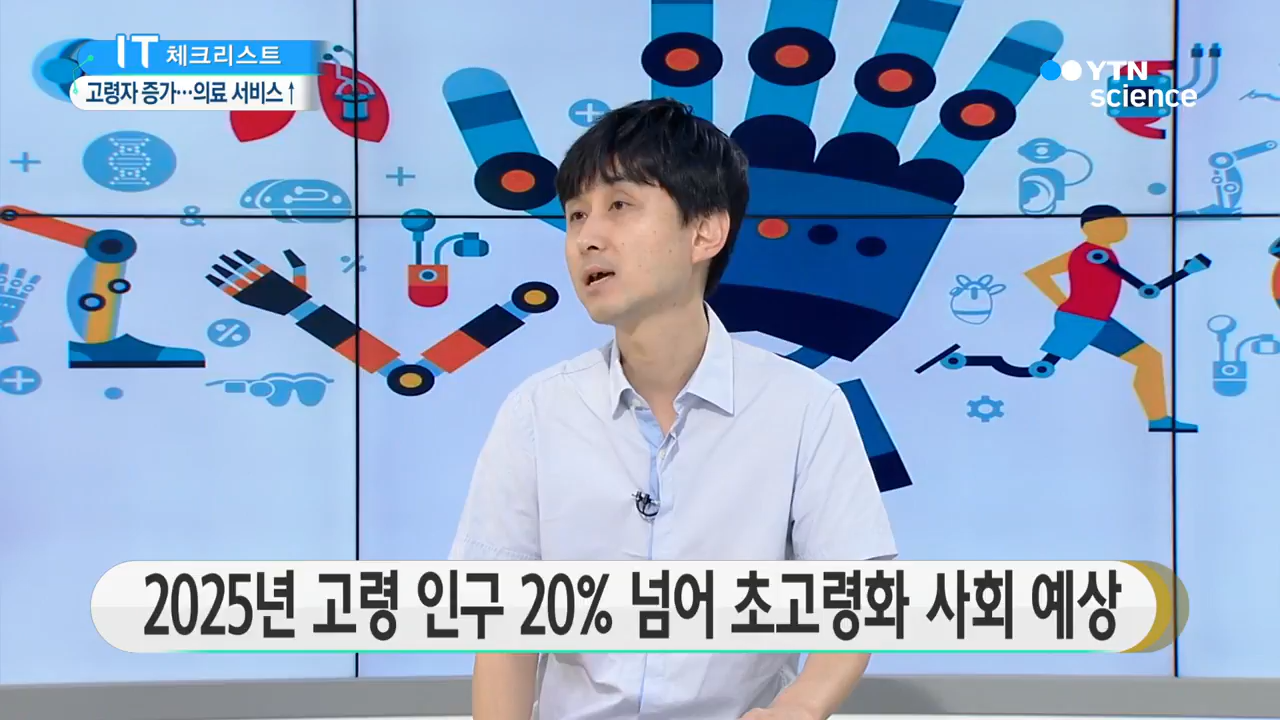 IT 체크리스트
고령자 증가…의료 서비스↑
YTN
science
2025년 고령 인구 20% 넘어 초고령화 사회 예상